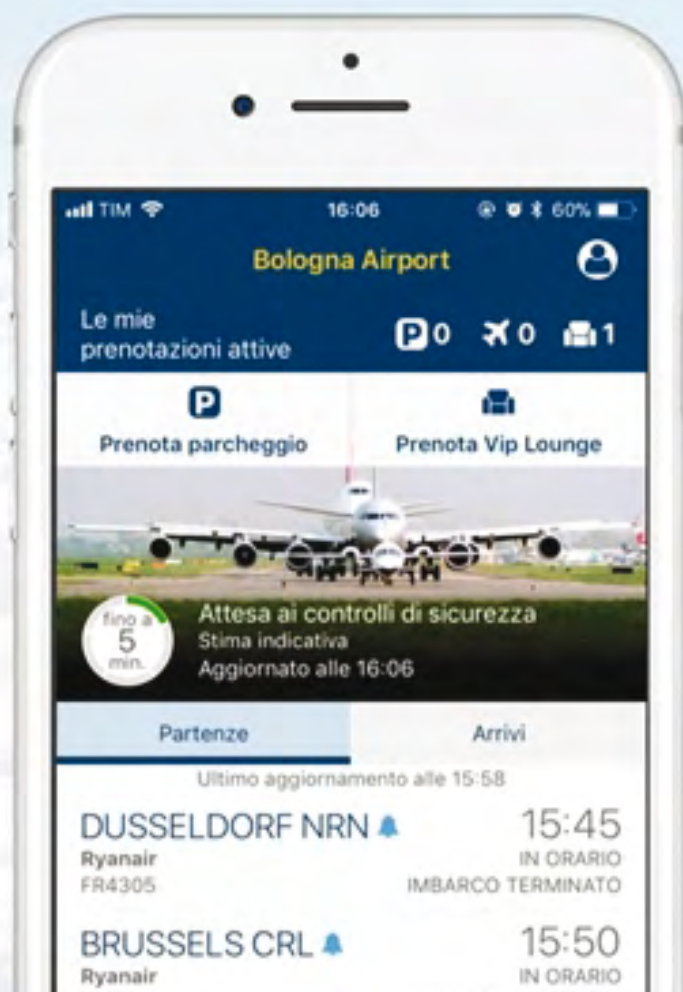 TIM 16:06 60%
Bologna Airport
Le mie
prenotazioni attive
P 0 0 1
P
Prenota parcheggio
Prenota Vip Lounge
fino a
5
min.
Attesa ai controlli di sicurezza
Stima indicativa
Aggiornato alle 16:06
Partenze
Arrivi
Ultimo aggiornamento alle 15:58
DUSSELDORF NRN 15:45
Ryanair IN ORARIO
FR4305 IMBARCO TERMINATO
BRUSSELS CRL 15:50
Ryanair IN ORARIO